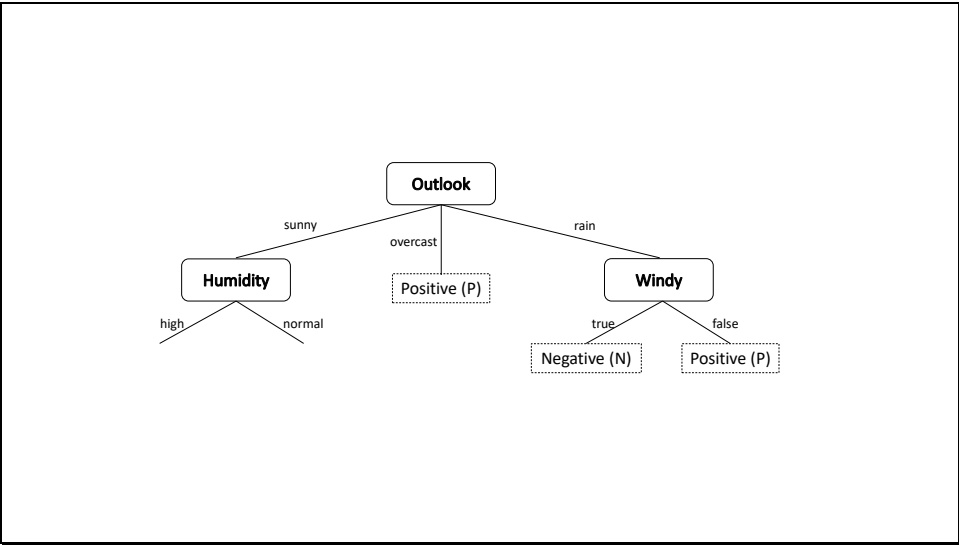 Outlook
sunny
overcast
rain
Humidity
Positive (P)
Windy
high
normal
true
false
Negative (N)
Positive (P)